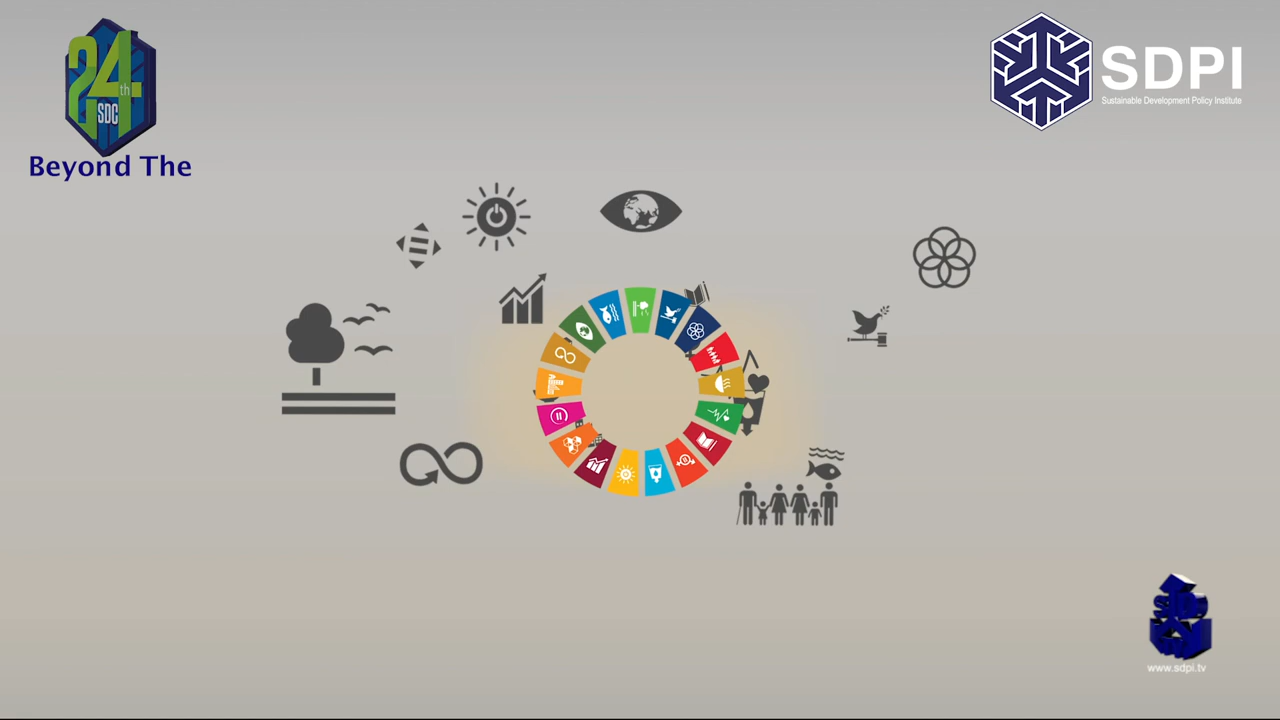 24th
SDC
Beyond The
SDPI
Sustainable Development Policy Institute
www.sdpi.tv